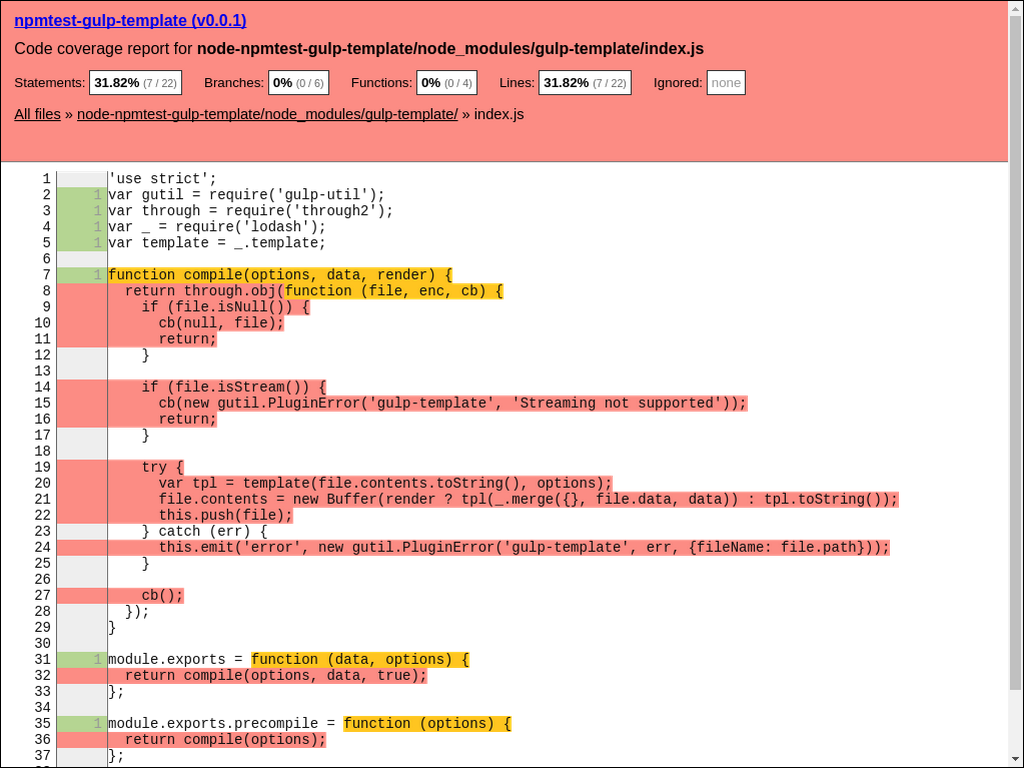 npmtest-gulp-template (v0.0.1)
Code coverage report for node-npmtest-gulp-template/node_modules/gulp-template/index.js
Statements: 31.82% (7 / 22) Branches: 0% (0 / 6) Functions: 0% (0 / 4) Lines: 31.82% (7 / 22) Ignored: none
All files » node-npmtest-gulp-template/node_modules/gulp-template/ » index.js
1 'use strict';
2 1 var gutil = require('gulp-util');
3 1 var through = require('through2');
4 1 var _ = require('lodash');
5 1 var template = _.template;
6
7 1 function compile(options, data, render) {
8   return through.obj(function (file, enc, cb) {
9     if (file.isNull()) {
10       cb(null, file);
11       return;
12     }
13
14     if (file.isStream()) {
15       cb(new gutil.PluginError('gulp-template', 'Streaming not supported'));
16       return;
17     }
18
19     try {
20       var tpl = template(file.contents.toString(), options);
21       file.contents = new Buffer(render ? tpl(_.merge({}, file.data, data)) : tpl.toString());
22       this.push(file);
23     } catch (err) {
24       this.emit('error', new gutil.PluginError('gulp-template', err, {fileName: file.path}));
25     }
26
27     cb();
28   });
29 }
30
31 1 module.exports = function (data, options) {
32   return compile(options, data, true);
33 };
34
35 1 module.exports.precompile = function (options) {
36   return compile(options);
37 };